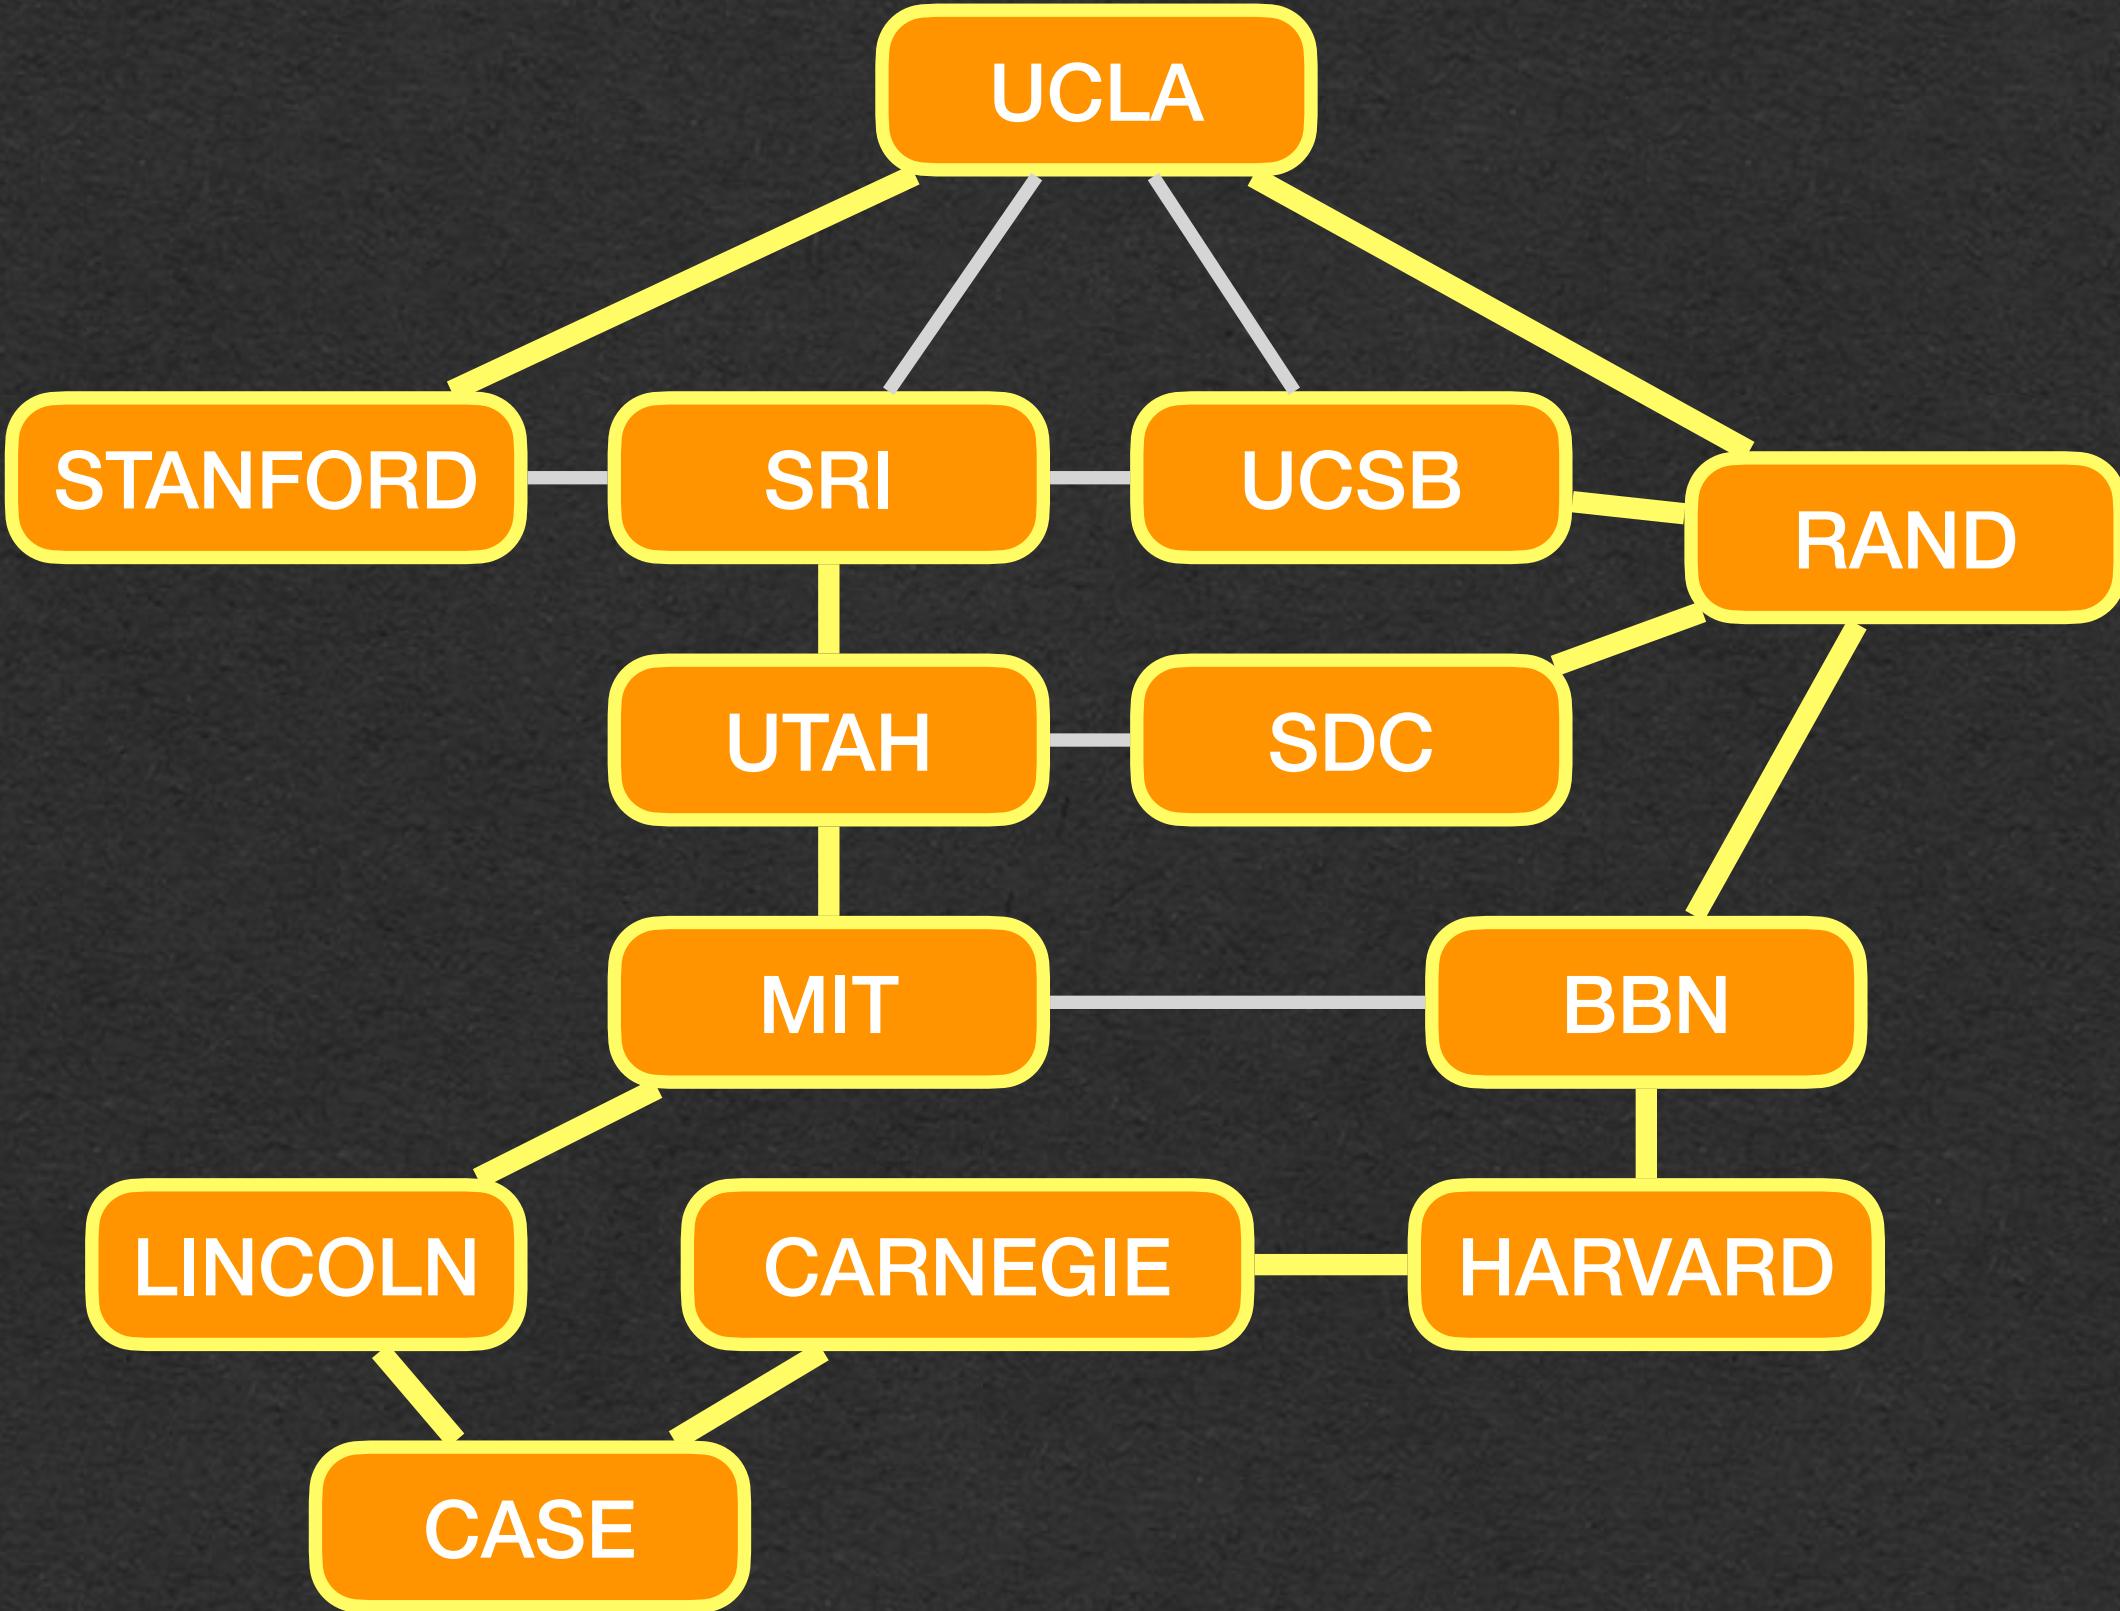 UCLA
STANFORD
SRI
UCSB
RAND
UTAH
SDC
MIT
BBN
LINCOLN
CARNEGIE
HARVARD
CASE